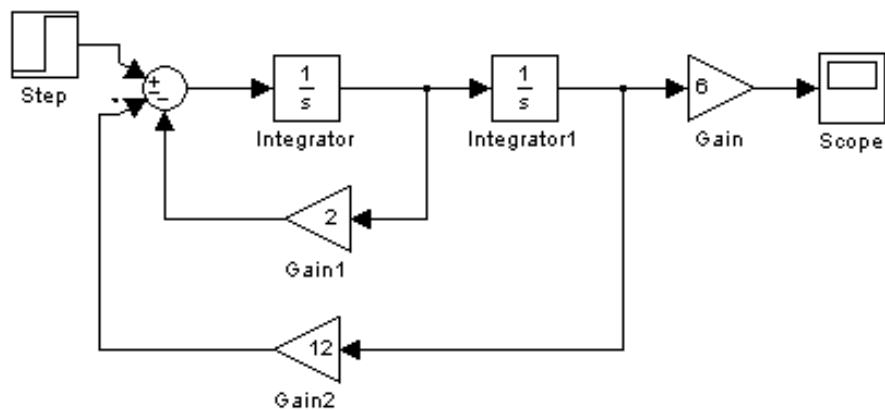 Step
+
−
−
1
s
Integrator
1
s
Integrator1
6
Gain
Scope
2
Gain1
12
Gain2